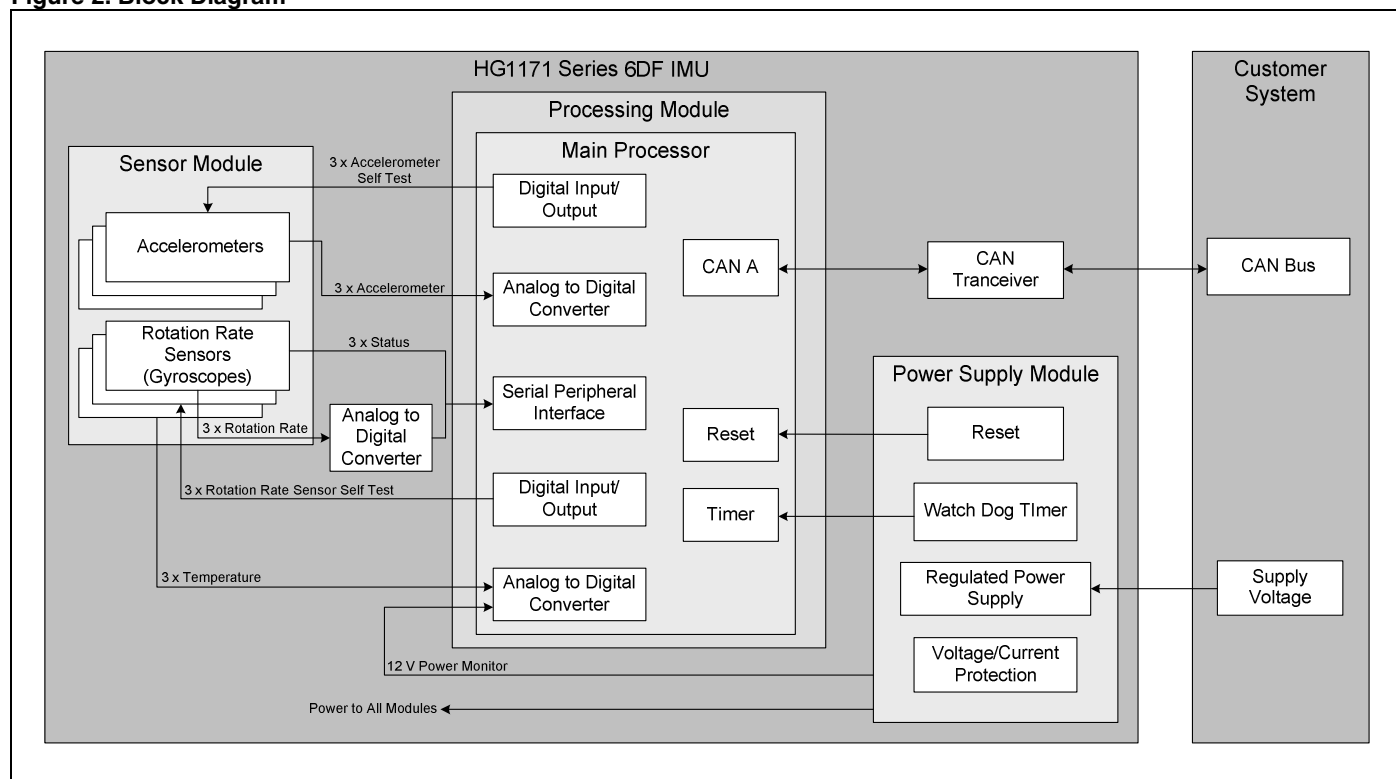 Figure 2. Block Diagram
HG1171 Series 6DF IMU
Customer
System
Processing Module
Main Processor
Sensor Module
3 x Accelerometer
Self Test
Digital Input/
Output
Accelerometers
CAN A
CAN
Tranceiver
CAN Bus
3 x Accelerometer
Analog to Digital
Converter
Rotation Rate
Sensors
(Gyroscopes)
3 x Status
Power Supply Module
Serial Peripheral
Interface
Analog to
Digital
Converter
3 x Rotation Rate
Reset
Reset
3 x Rotation Rate Sensor Self Test
Digital Input/
Output
Timer
Watch Dog TImer
3 x Temperature
Analog to Digital
Converter
Regulated Power
Supply
Supply
Voltage
12 V Power Monitor
Voltage/Current
Protection
Power to All Modules